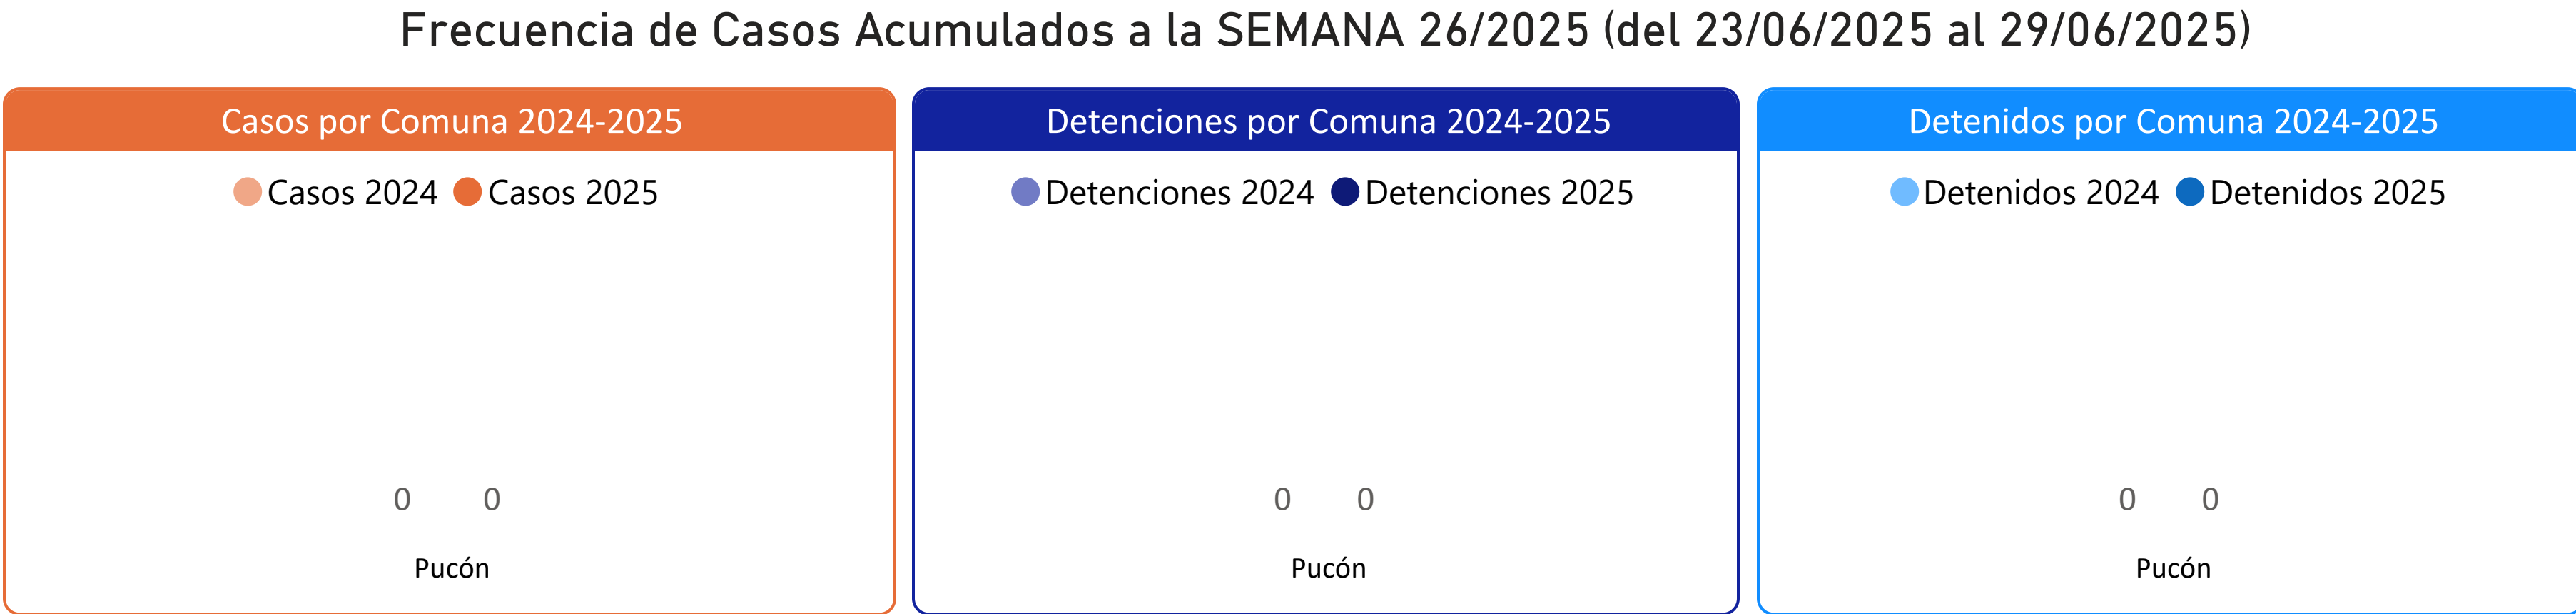 Frecuencia de Casos Acumulados a la SEMANA 26/2025 (del 23/06/2025 al 29/06/2025)
Casos por Comuna 2024-2025
Casos 2024 Casos 2025
0 0
Pucón
Detenciones por Comuna 2024-2025
Detenciones 2024 Detenciones 2025
0 0
Pucón
Detenidos por Comuna 2024-2025
Detenidos 2024 Detenidos 2025
0 0
Pucón